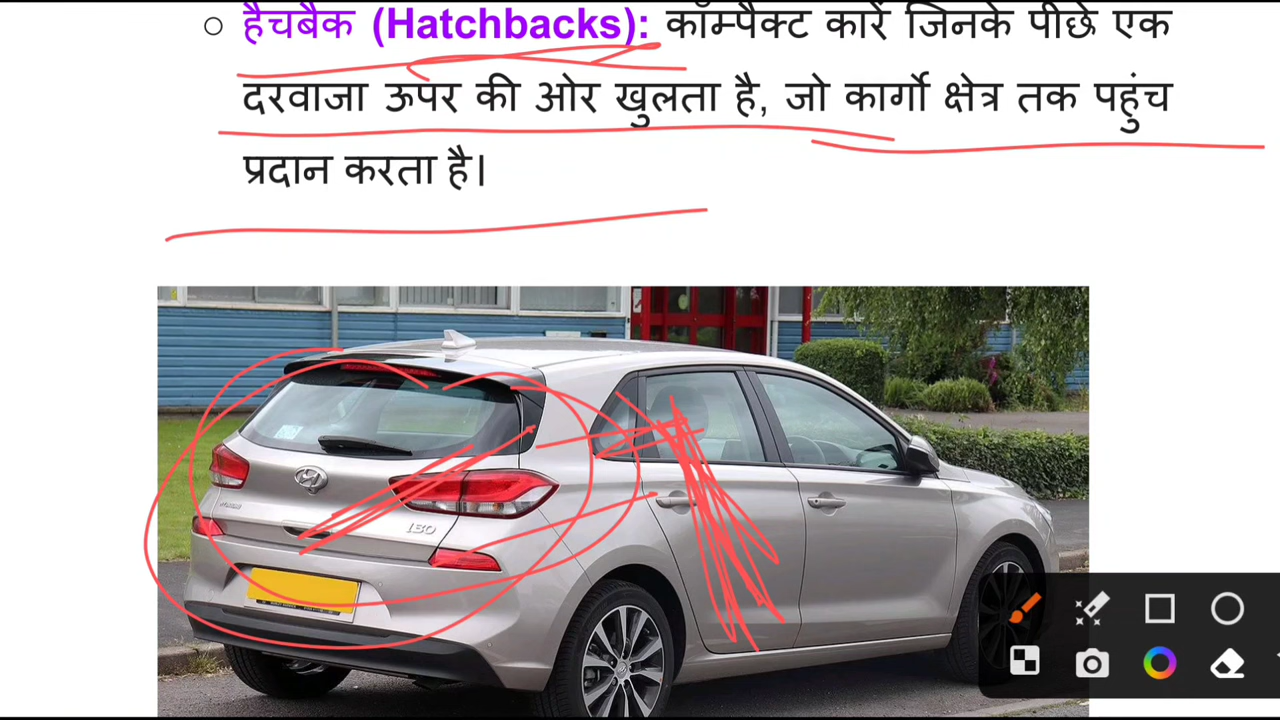 हैचबैक (Hatchbacks): कॉम्पैक्ट कारें जिनके पीछे एक
दरवाजा ऊपर की ओर खुलता है, जो कार्गो क्षेत्र तक पहुंच
प्रदान करता है।
i30